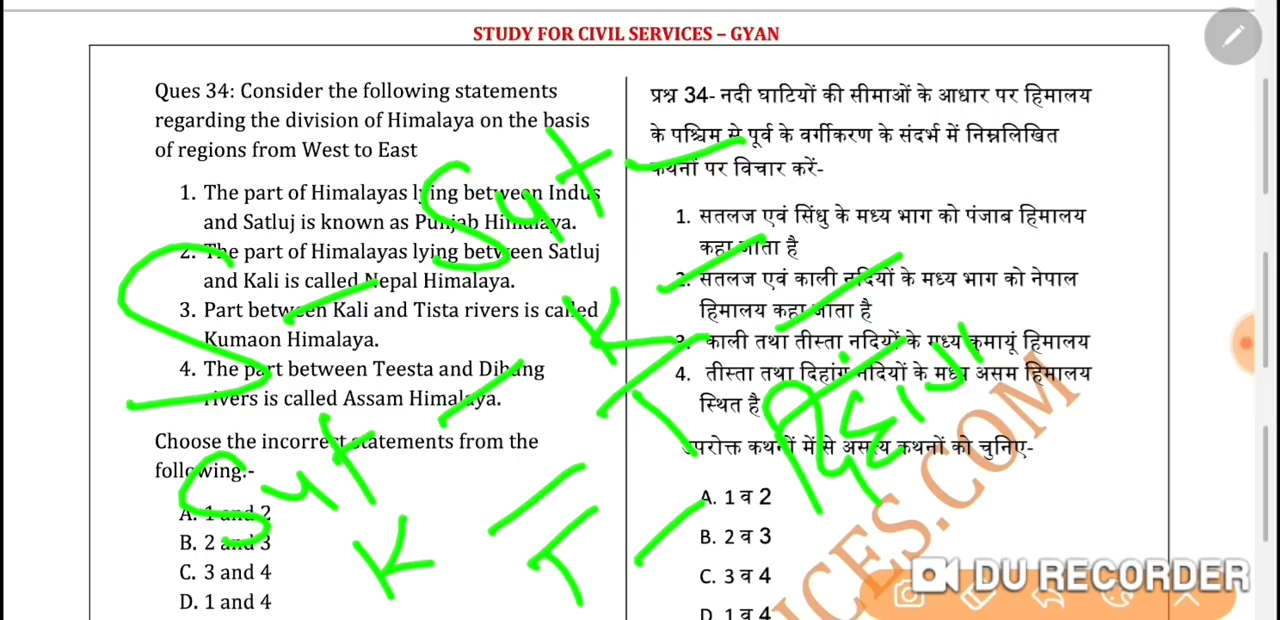 STUDY FOR CIVIL SERVICES – GYAN
Ques 34: Consider the following statements
regarding the division of Himalaya on the basis
of regions from West to East
1. The part of Himalayas lying between Indus
and Satluj is known as Punjab Himalaya.
2. The part of Himalayas lying between Satluj
and Kali is called Nepal Himalaya.
3. Part between Kali and Tista rivers is called
Kumaon Himalaya.
4. The part between Teesta and Dihang
rivers is called Assam Himalaya.
Choose the incorrect statements from the
following:-
A. 1 and 2
B. 2 and 3
C. 3 and 4
D. 1 and 4
प्रश्न 34- नदी घाटियों की सीमाओं के आधार पर हिमालय
के पश्चिम से पूर्व के वर्गीकरण के संदर्भ में निम्नलिखित
कथनों पर विचार करें-
1. सतलज एवं सिंधु के मध्य भाग को पंजाब हिमालय
कहा जाता है
2. सतलज एवं काली नदियों के मध्य भाग को नेपाल
हिमालय कहा जाता है
3. काली तथा तीस्ता नदियों के मध्य कुमायूं हिमालय
4. तीस्ता तथा दिहांग नदियों के मध्य असम हिमालय
स्थित है
उपरोक्त कथनों में से असत्य कथनों को चुनिए-
A. 1 व 2
B. 2 व 3
C. 3 व 4
D. 1 व 4
S
K
T
K
T
ICES.COM
DU RECORDER